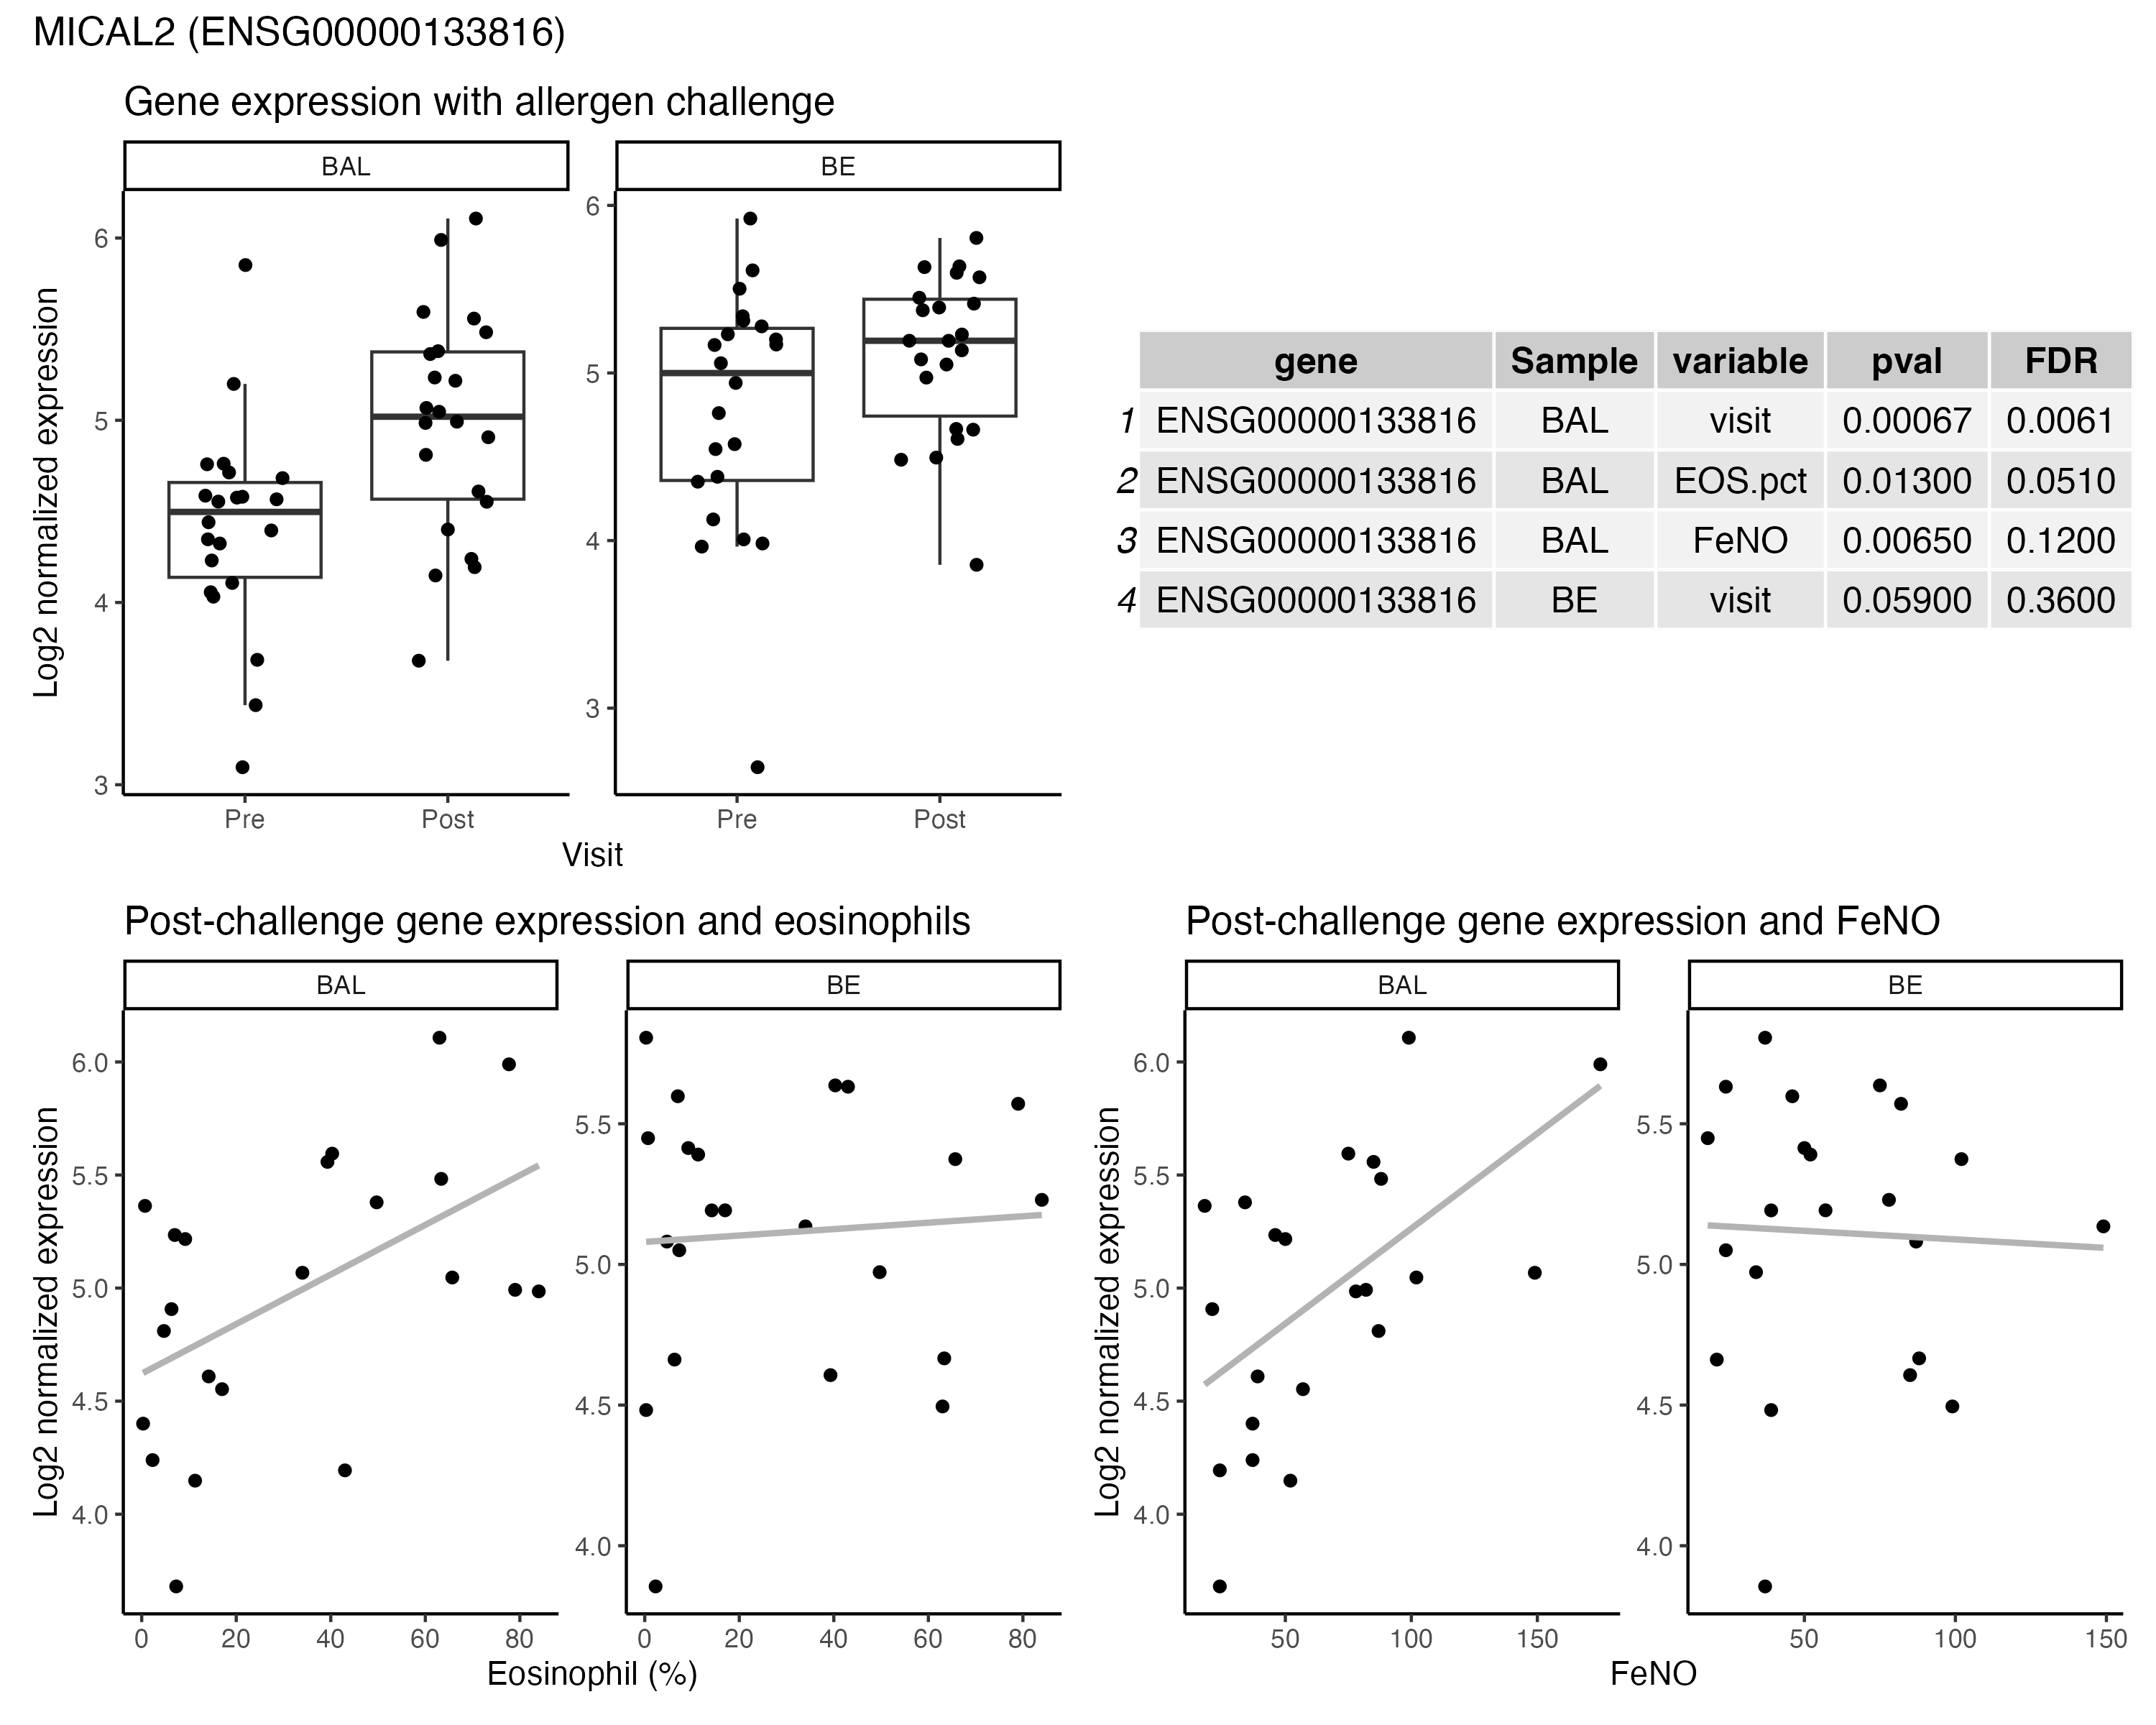 MICAL2 (ENSG00000133816)
Gene expression with allergen challenge
BAL
BE
Log2 normalized expression
6
5
4
3
6
5
4
3
Pre
Post
Pre
Post
Visit
gene Sample variable pval FDR
1 ENSG00000133816 BAL visit 0.00067 0.0061
2 ENSG00000133816 BAL EOS.pct 0.01300 0.0510
3 ENSG00000133816 BAL FeNO 0.00650 0.1200
4 ENSG00000133816 BE visit 0.05900 0.3600
Post-challenge gene expression and eosinophils
BAL
BE
Log2 normalized expression
6.0
5.5
5.0
4.5
4.0
5.5
5.0
4.5
4.0
0 20 40 60 80
0 20 40 60 80
Eosinophil (%)
Post-challenge gene expression and FeNO
BAL
BE
Log2 normalized expression
6.0
5.5
5.0
4.5
4.0
5.5
5.0
4.5
4.0
50 100 150
50 100 150
FeNO